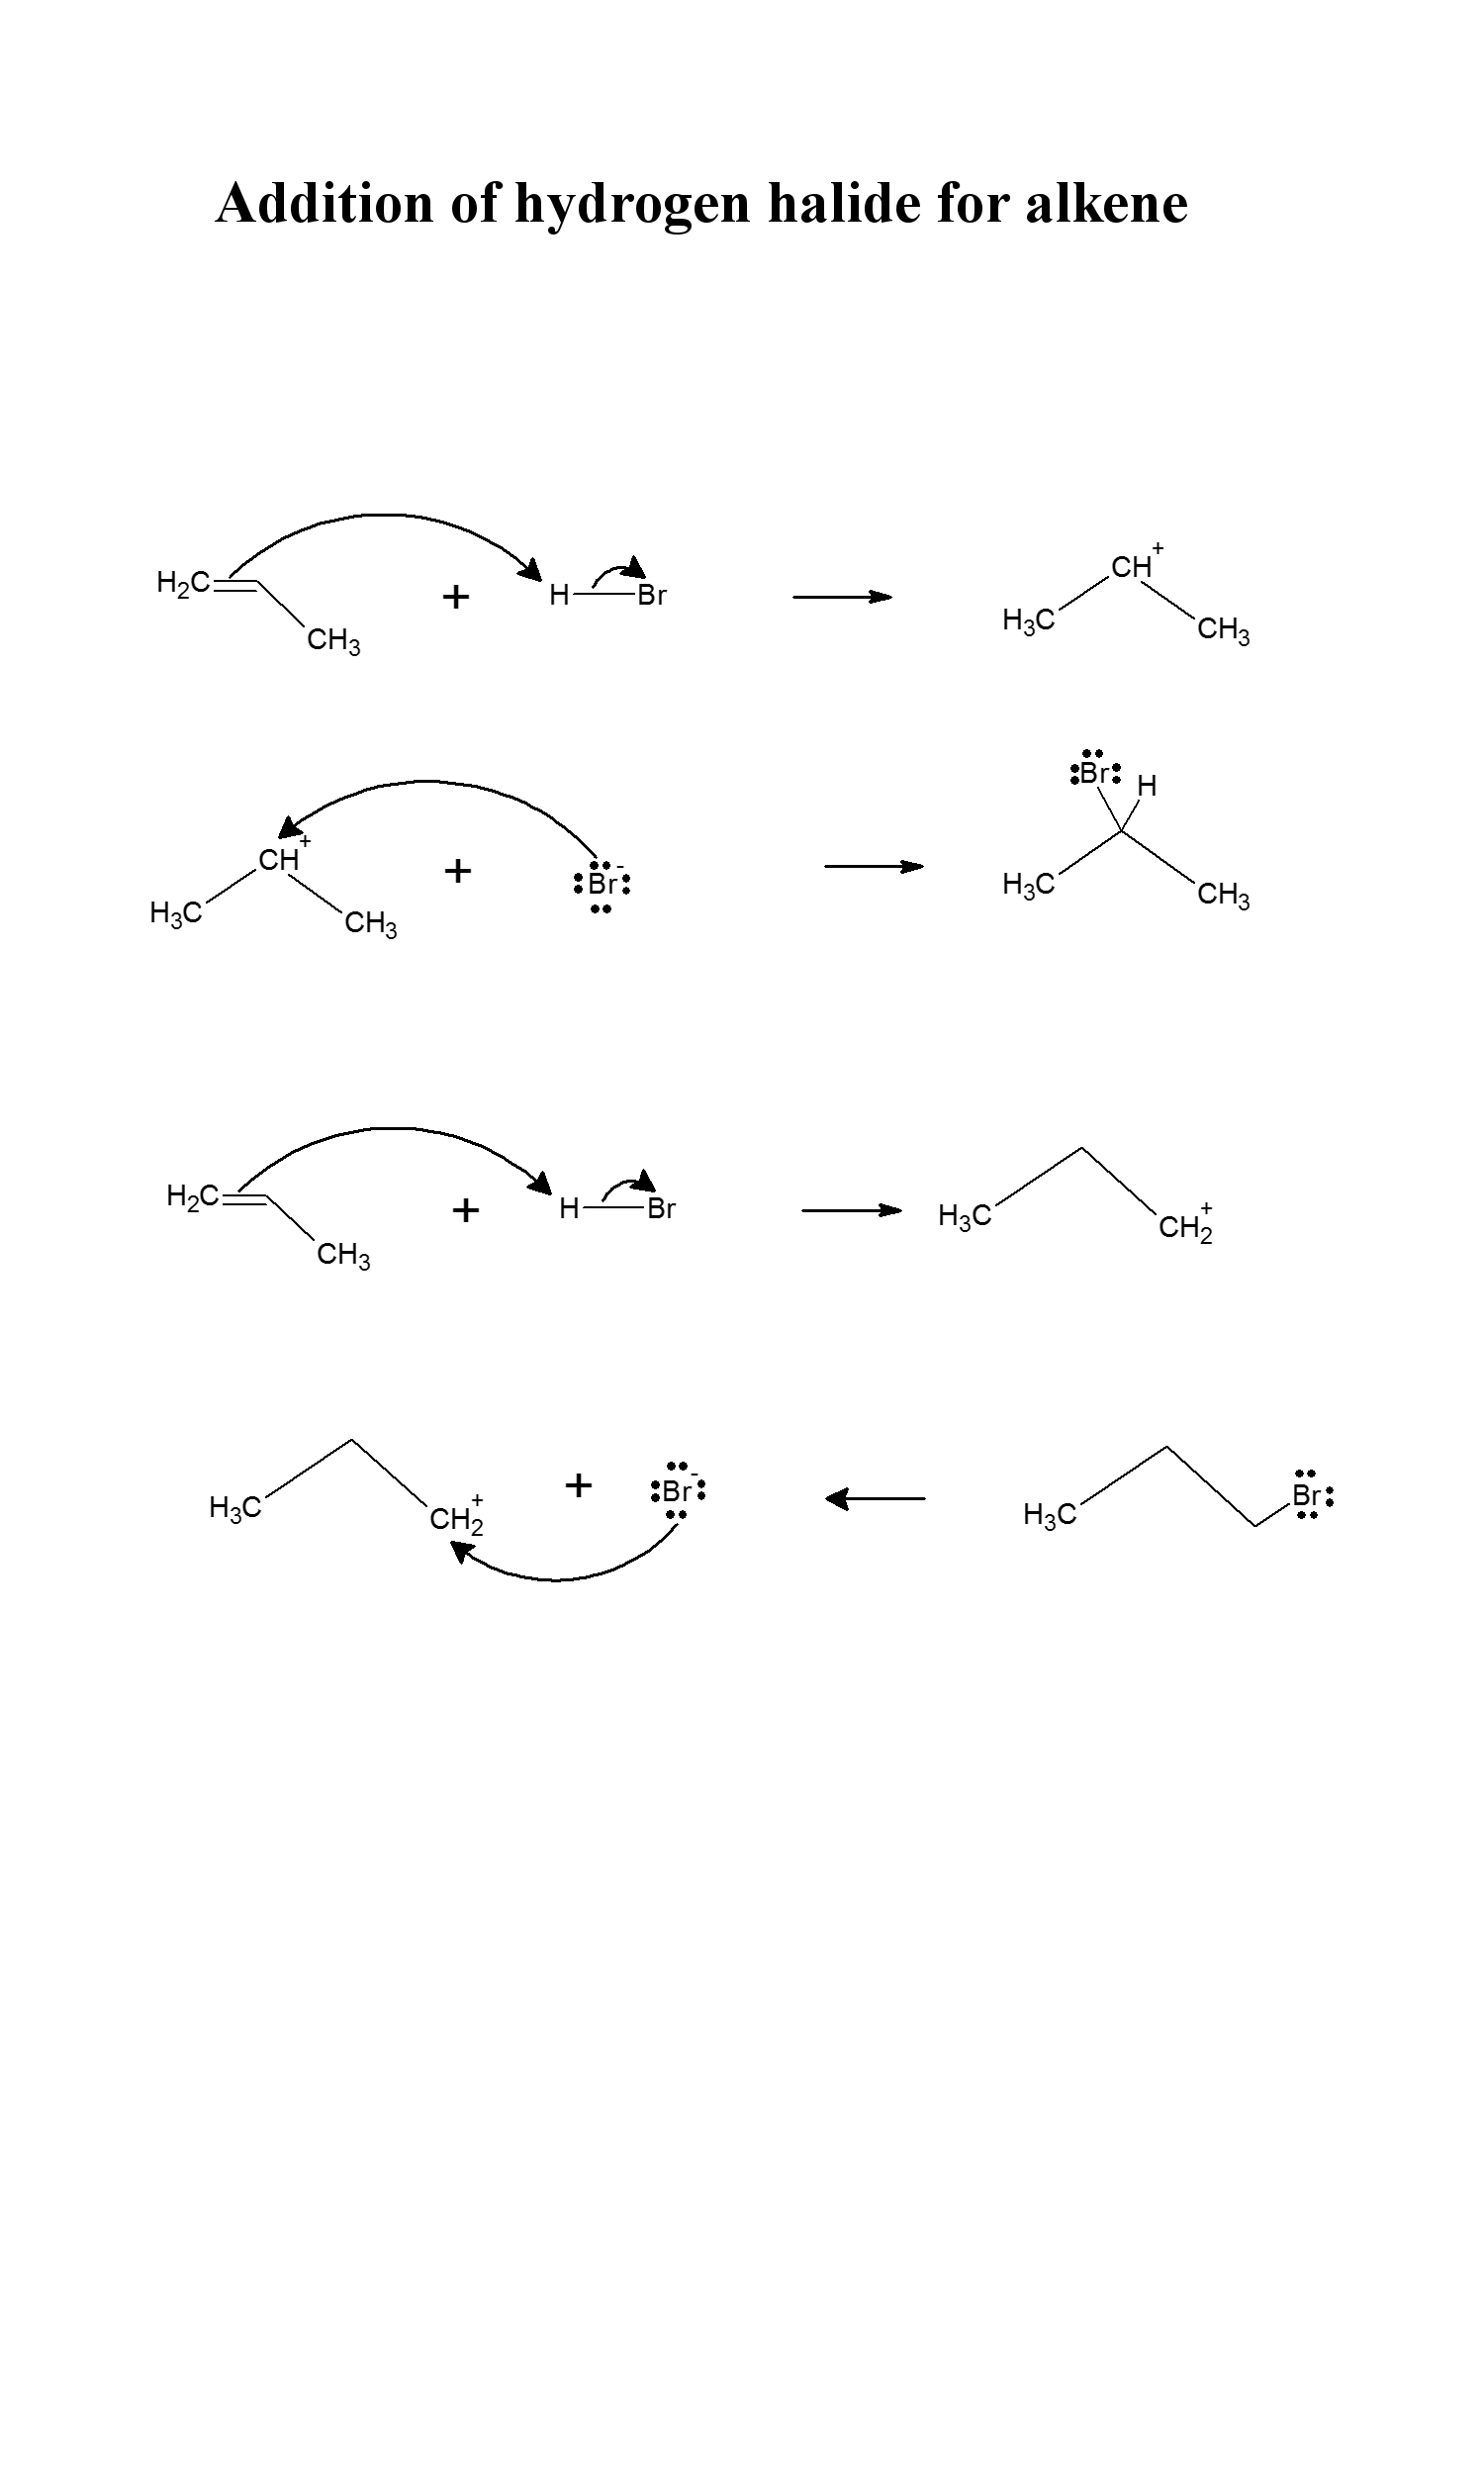 Addition of hydrogen halide for alkene
H₂C CH₃ + H Br H₃C CH⁺ CH₃
H₃C CH⁺ CH₃ + Br⁻ H₃C Br H CH₃
H₂C CH₃ + H Br H₃C CH₂⁺
H₃C CH₂⁺ + Br⁻ H₃C Br